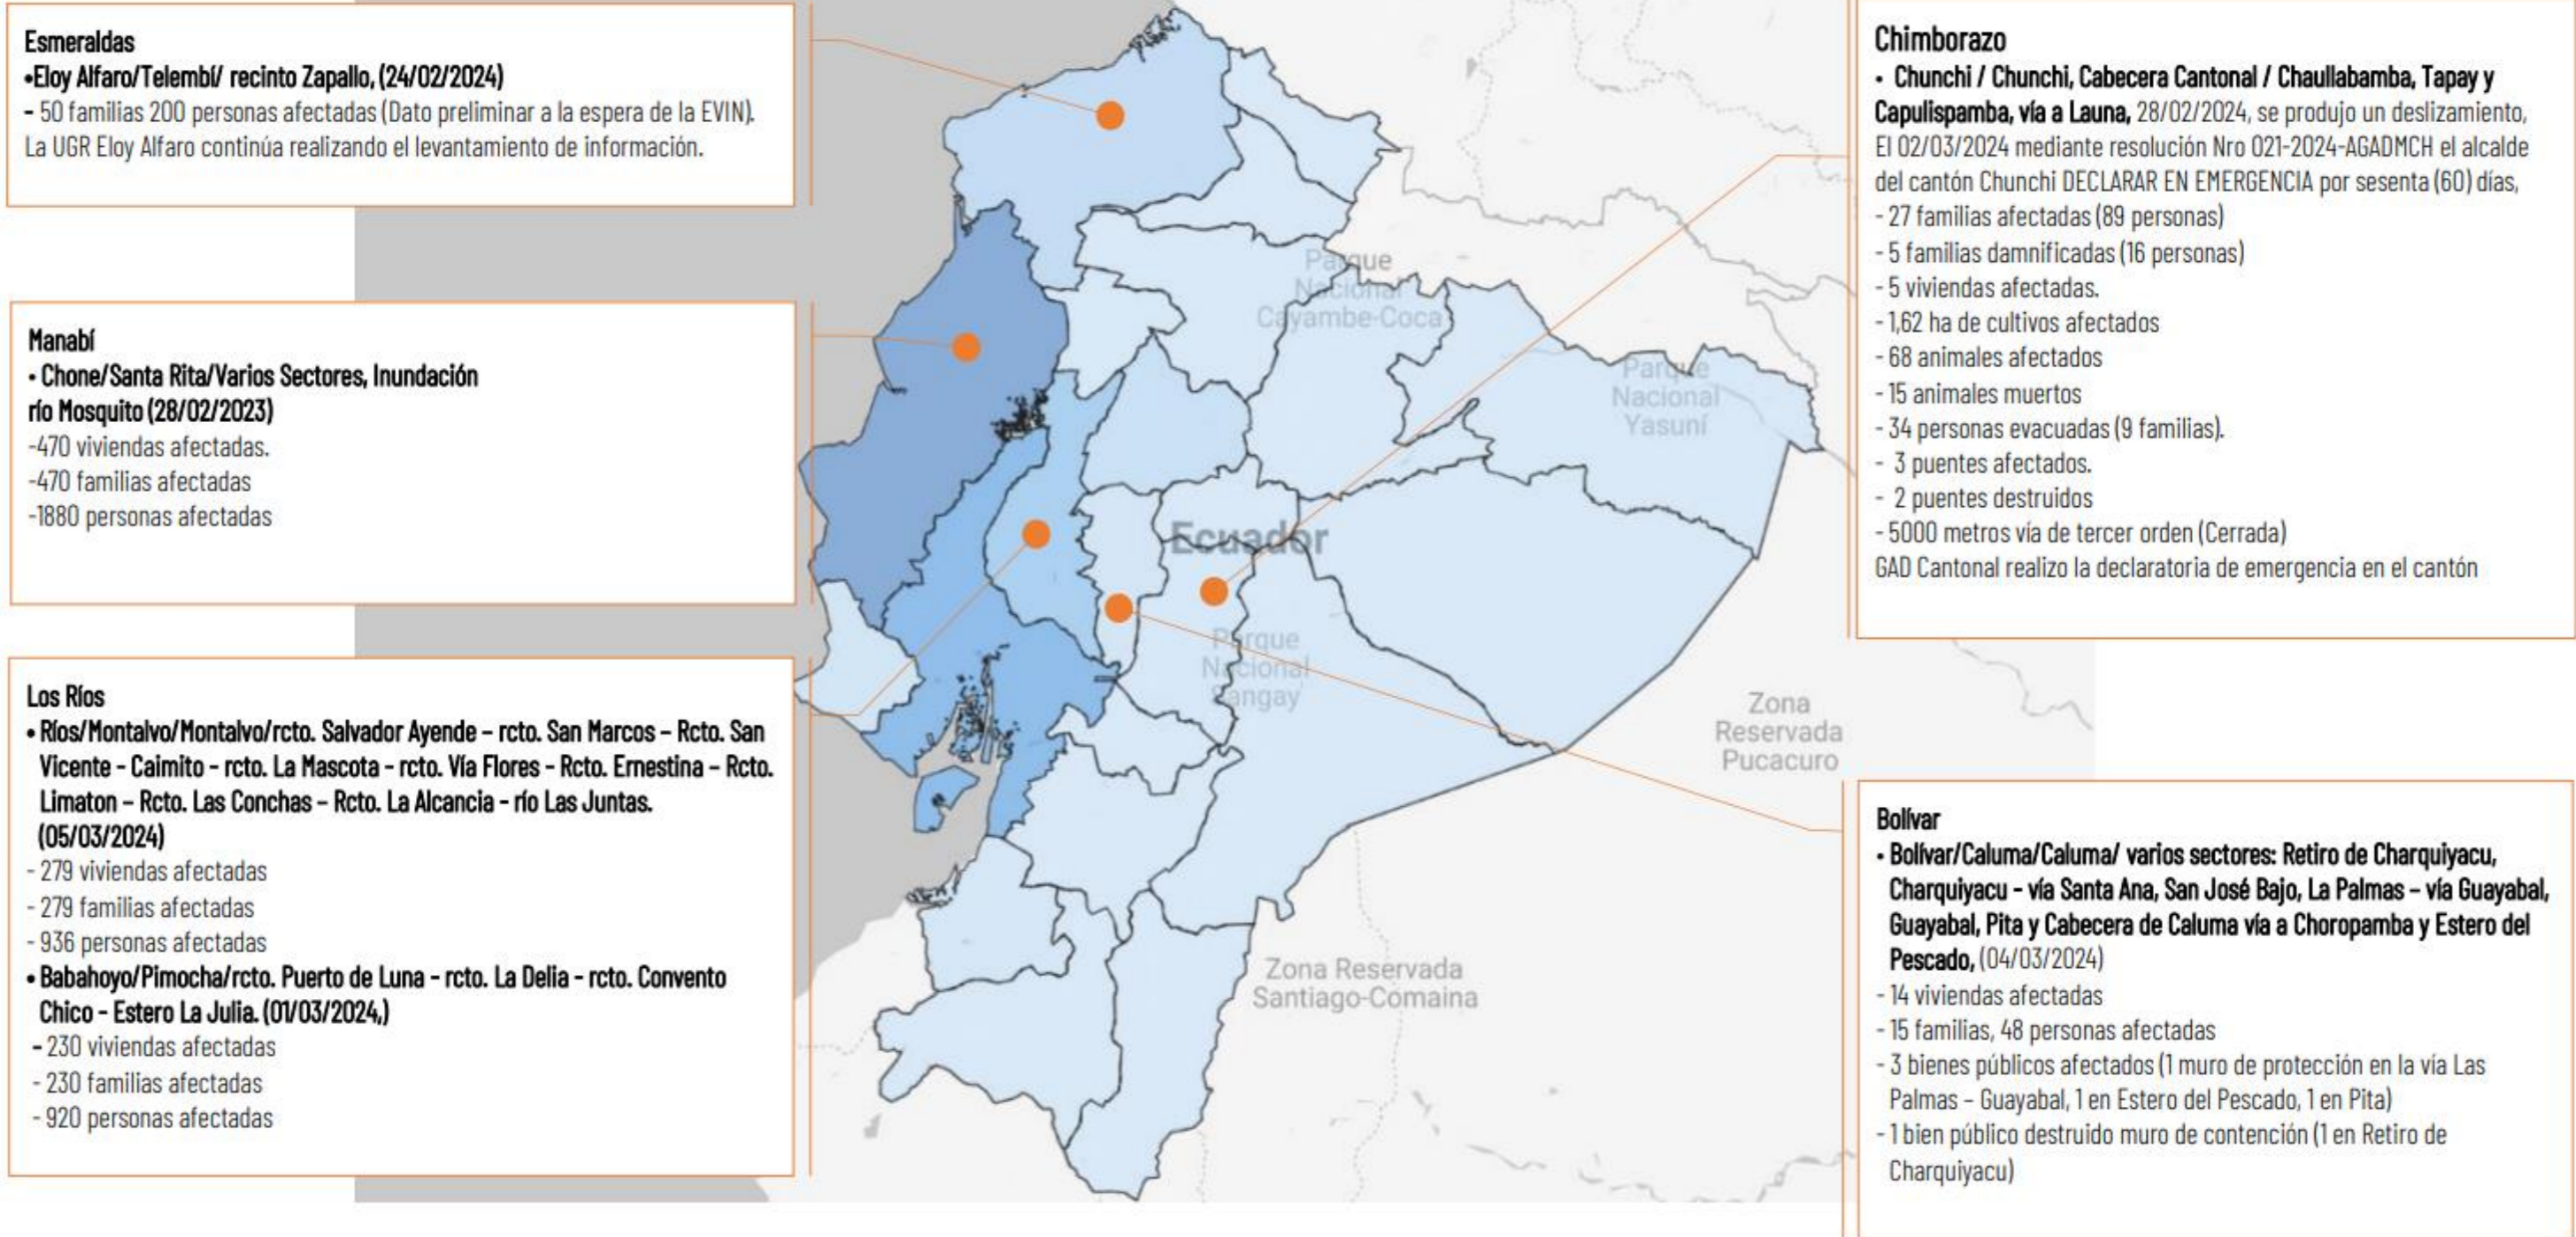 Esmeraldas
•Eloy Alfaro/Telembí/ recinto Zapallo, (24/02/2024)
- 50 familias 200 personas afectadas (Dato preliminar a la espera de la EVIN).
La UGR Eloy Alfaro continúa realizando el levantamiento de información.
Manabí
• Chone/Santa Rita/Varios Sectores, Inundación
río Mosquito (28/02/2023)
-470 viviendas afectadas.
-470 familias afectadas
-1880 personas afectadas
Los Ríos
• Ríos/Montalvo/Montalvo/rcto. Salvador Ayende – rcto. San Marcos – Rcto. San
Vicente - Caimito - rcto. La Mascota - rcto. Vía Flores - Rcto. Ernestina – Rcto.
Limaton – Rcto. Las Conchas – Rcto. La Alcancia - río Las Juntas.
(05/03/2024)
- 279 viviendas afectadas
- 279 familias afectadas
- 936 personas afectadas
• Babahoyo/Pimocha/rcto. Puerto de Luna - rcto. La Delia - rcto. Convento
Chico - Estero La Julia. (01/03/2024,)
- 230 viviendas afectadas
- 230 familias afectadas
- 920 personas afectadas
Parque
Nacional
Cayambe-Coca
Parque
Nacional
Yasuní
Ecuador
Parque
Nacional
Sangay
Zona
Reservada
Pucacuro
Zona Reservada
Santiago-Comaina
Chimborazo
• Chunchi / Chunchi, Cabecera Cantonal / Chaullabamba, Tapay y
Capulispamba, vía a Launa, 28/02/2024, se produjo un deslizamiento,
El 02/03/2024 mediante resolución Nro 021-2024-AGADMCH el alcalde
del cantón Chunchi DECLARAR EN EMERGENCIA por sesenta (60) días,
- 27 familias afectadas (89 personas)
- 5 familias damnificadas (16 personas)
- 5 viviendas afectadas.
- 1,62 ha de cultivos afectados
- 68 animales afectados
- 15 animales muertos
- 34 personas evacuadas (9 familias).
- 3 puentes afectados.
- 2 puentes destruidos
- 5000 metros vía de tercer orden (Cerrada)
GAD Cantonal realizo la declaratoria de emergencia en el cantón
Bolívar
• Bolívar/Caluma/Caluma/ varios sectores: Retiro de Charquiyacu,
Charquiyacu - vía Santa Ana, San José Bajo, La Palmas – vía Guayabal,
Guayabal, Pita y Cabecera de Caluma vía a Choropamba y Estero del
Pescado, (04/03/2024)
- 14 viviendas afectadas
- 15 familias, 48 personas afectadas
- 3 bienes públicos afectados (1 muro de protección en la vía Las
Palmas – Guayabal, 1 en Estero del Pescado, 1 en Pita)
- 1 bien público destruido muro de contención (1 en Retiro de
Charquiyacu)